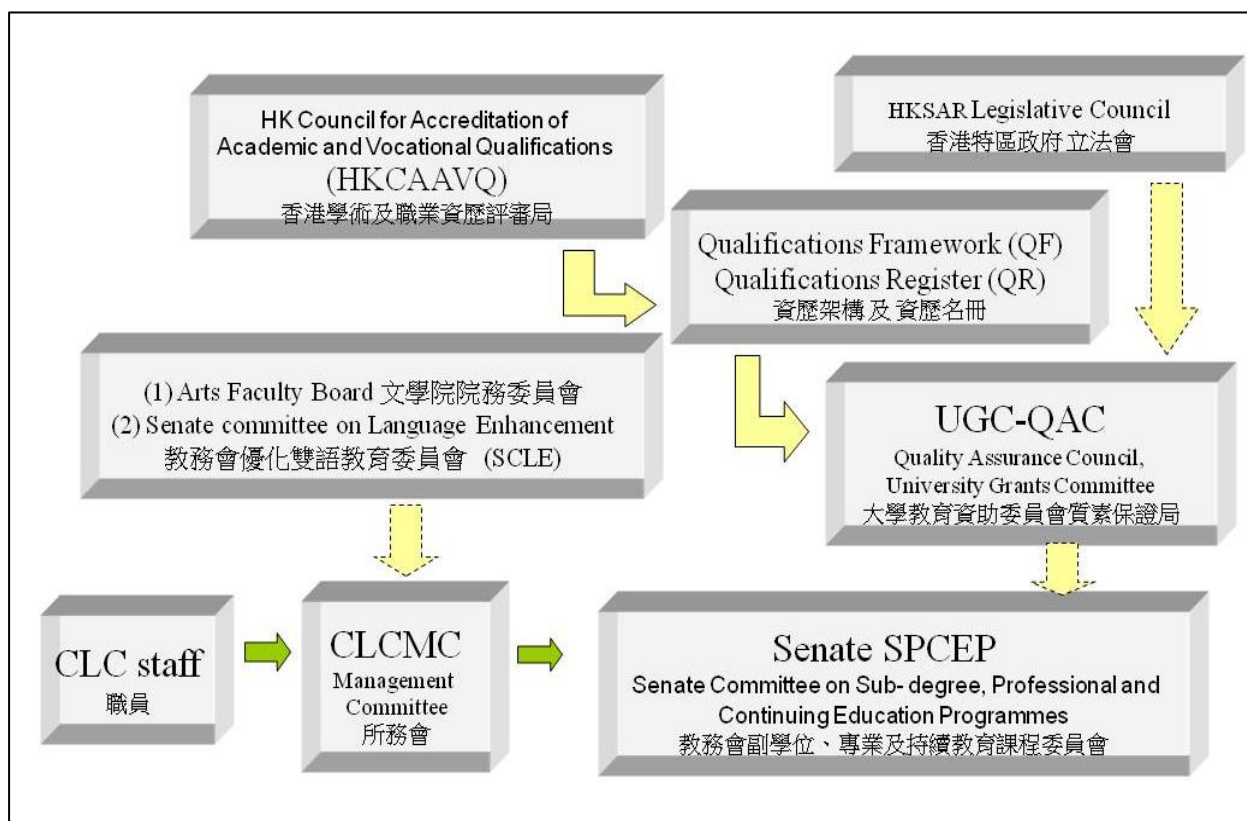 HK Council for Accreditation of
Academic and Vocational Qualifications
(HKCAAVQ)
香港學術及職業資歷評審局
HKSAR Legislative Council
香港特區政府 立法會
Qualifications Framework (QF)
Qualifications Register (QR)
資歷架構 及 資歷名冊
(1) Arts Faculty Board 文學院院務委員會
(2) Senate committee on Language Enhancement
教務會優化雙語教育委員會 (SCLE)
UGC-QAC
Quality Assurance Council,
University Grants Committee
大學教育資助委員會質素保證局
CLC staff
職員
CLCMC
Management
Committee
所務會
Senate SPCEP
Senate Committee on Sub- degree, Professional and
Continuing Education Programmes
教務會副學位、專業及持續教育課程委員會